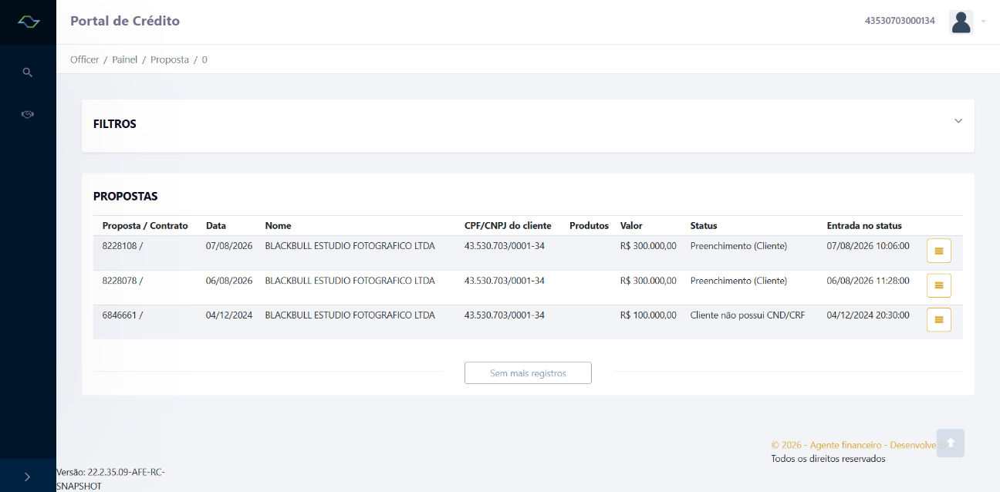 Portal de Crédito
43530703000134
Officer / Painel / Proposta / 0
FILTROS
PROPOSTAS
Proposta / Contrato Data Nome CPF/CNPJ do cliente Produtos Valor Status Entrada no status
8228108 / 07/08/2026 BLACKBULL ESTUDIO FOTOGRAFICO LTDA 43.530.703/0001-34 R$ 300.000,00 Preenchimento (Cliente) 07/08/2026 10:06:00
8228078 / 06/08/2026 BLACKBULL ESTUDIO FOTOGRAFICO LTDA 43.530.703/0001-34 R$ 300.000,00 Preenchimento (Cliente) 06/08/2026 11:28:00
6846661 / 04/12/2024 BLACKBULL ESTUDIO FOTOGRAFICO LTDA 43.530.703/0001-34 R$ 100.000,00 Cliente não possui CND/CRF 04/12/2024 20:30:00
Sem mais registros
© 2026 - Agente financeiro - Desenvolve SP
Todos os direitos reservados
Versão: 22.2.35.09-AFE-RC-
SNAPSHOT